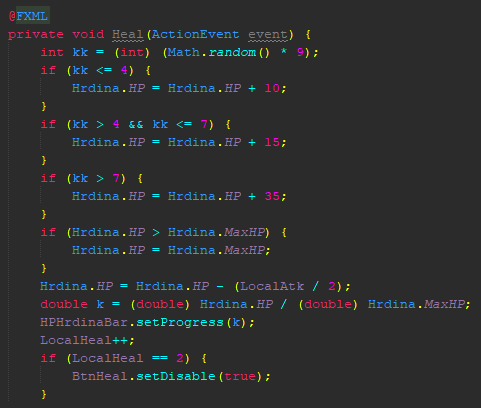 @FXML
private void Heal(ActionEvent event) {
    int kk = (int) (Math.random() * 9);
    if (kk <= 4) {
        Hrdina.HP = Hrdina.HP + 10;
    }
    if (kk > 4 && kk <= 7) {
        Hrdina.HP = Hrdina.HP + 15;
    }
    if (kk > 7) {
        Hrdina.HP = Hrdina.HP + 35;
    }
    if (Hrdina.HP > Hrdina.MaxHP) {
        Hrdina.HP = Hrdina.MaxHP;
    }
    Hrdina.HP = Hrdina.HP - (LocalAtk / 2);
    double k = (double) Hrdina.HP / (double) Hrdina.MaxHP;
    HPHrdinaBar.setProgress(k);
    LocalHeal++;
    if (LocalHeal == 2) {
        BtnHeal.setDisable(true);
    }